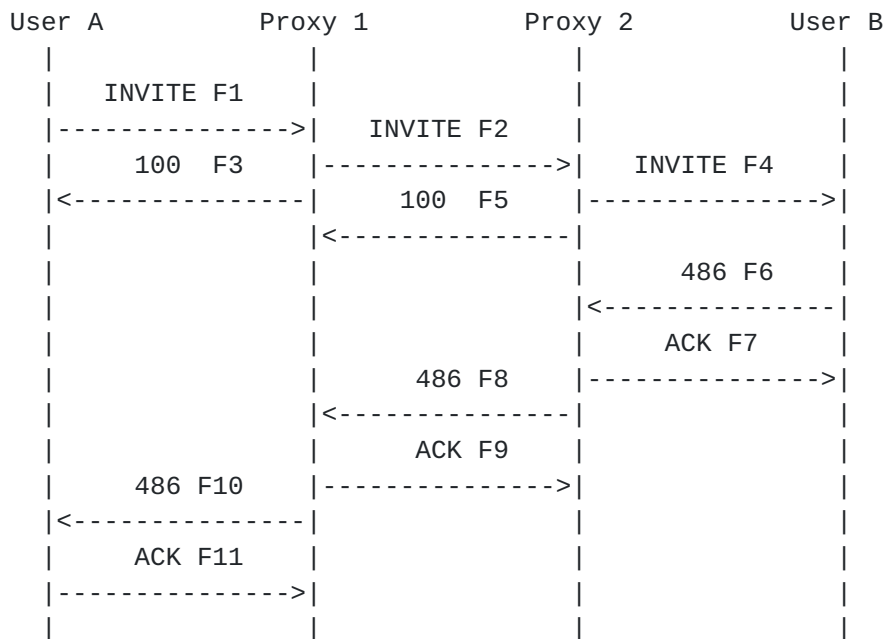 User A Proxy 1 Proxy 2 User B
INVITE F1
INVITE F2
100 F3 INVITE F4
100 F5
486 F6
ACK F7
486 F8
ACK F9
486 F10
ACK F11